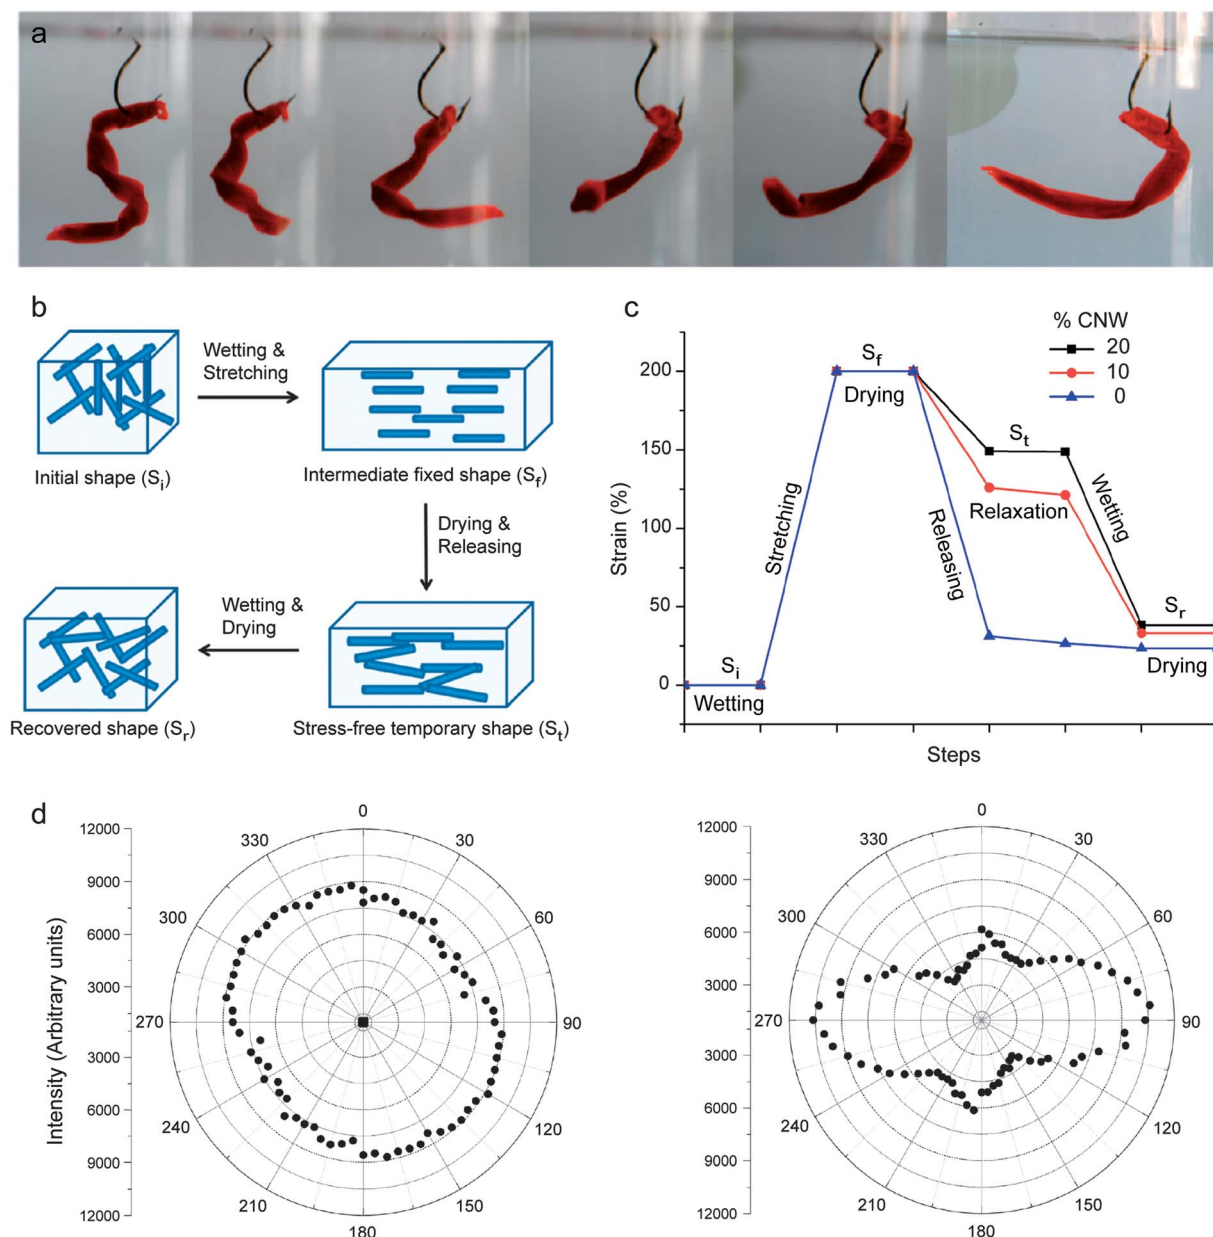 a
b
Wetting &
Stretching
Initial shape (Si)
Intermediate fixed shape (Sf)
Drying &
Releasing
Wetting &
Drying
Recovered shape (Sr)
Stress-free temporary shape (St)
c
% CNW
20
10
0
Strain (%)
200
150
100
50
0
Si
Wetting
Stretching
Sf
Drying
Releasing
St
Relaxation
Wetting
Sr
Drying
Steps
d
Intensity (Arbitrary units)
12000
9000
6000
3000
0
3000
6000
9000
12000
0
30
60
90
120
150
180
210
240
270
300
330
12000
9000
6000
3000
0
3000
6000
9000
12000
0
30
60
90
120
150
180
210
240
270
300
330